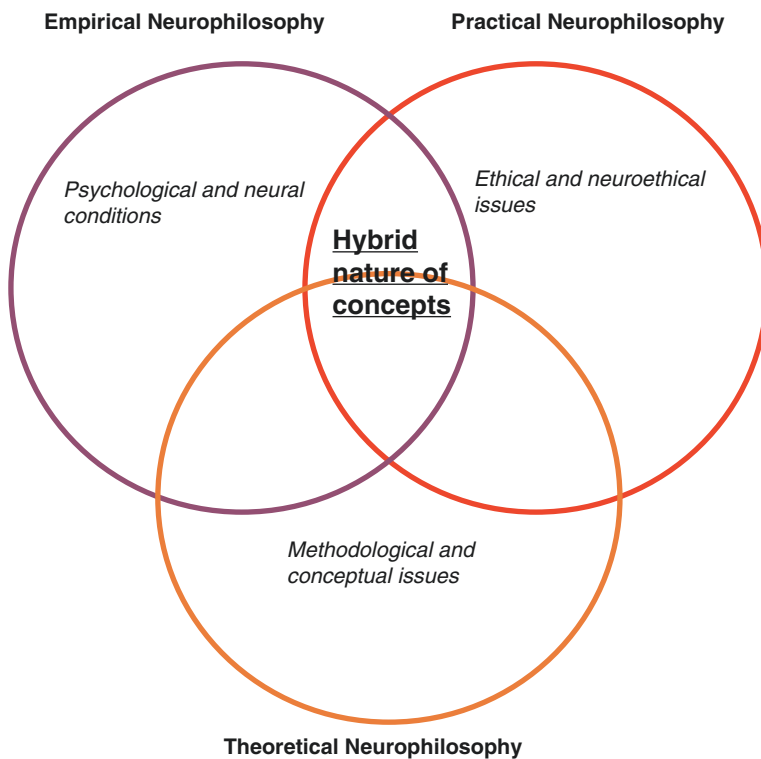 Empirical Neurophilosophy
Practical Neurophilosophy
Psychological and neural
conditions
Ethical and neuroethical
issues
Hybrid
nature of
concepts
Methodological and
conceptual issues
Theoretical Neurophilosophy